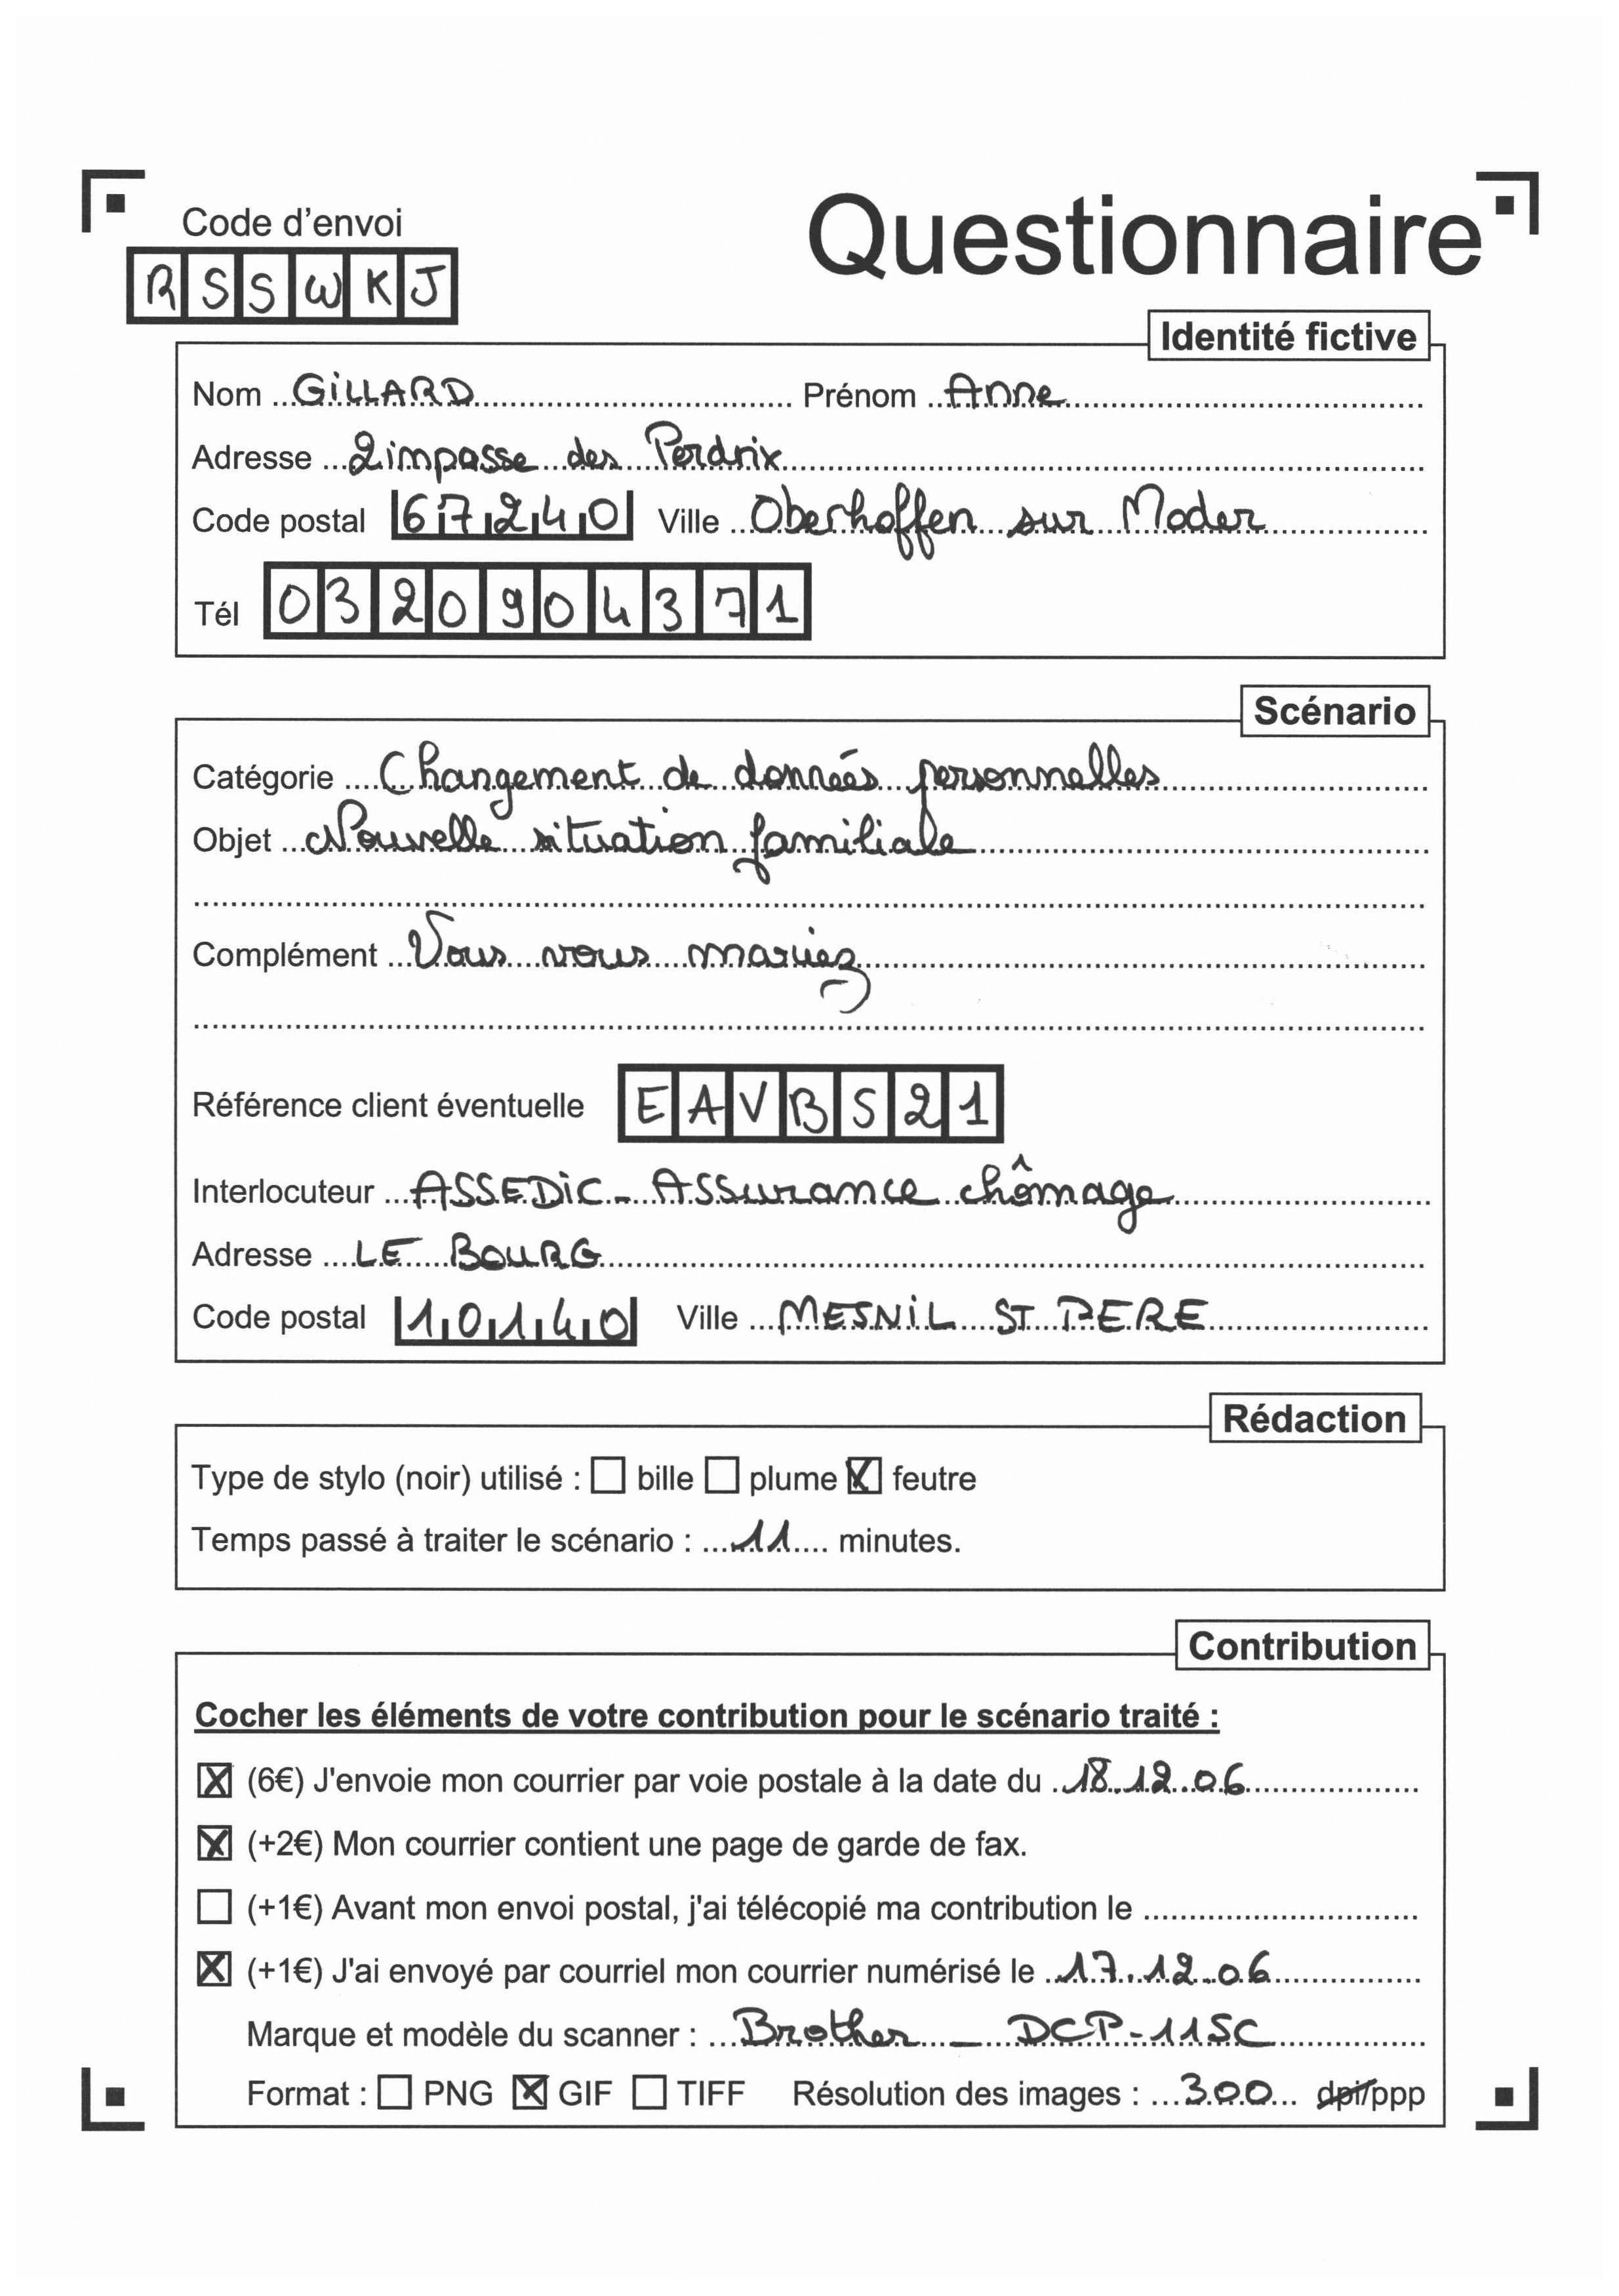 Code d'envoi
Questionnaire
RSSWKJ
Identité fictive
Nom GILLARD Prénom Anne
Adresse 2 impasse des Perdrix
Code postal 67240 Ville Oberhoffen sur Moder
Tél 0320904371
Scénario
Catégorie Changement de données personnelles
Objet Nouvelle situation familiale
Complément Vous vous mariez
Référence client éventuelle EAVBS21
Interlocuteur ASSEDIC - Assurance chômage
Adresse LE BOURG
Code postal 10140 Ville MESNIL ST PERE
Rédaction
Type de stylo (noir) utilisé : ☐ bille ☐ plume ☒ feutre
Temps passé à traiter le scénario : 11 minutes.
Contribution
Cocher les éléments de votre contribution pour le scénario traité :
☒ (6€) J'envoie mon courrier par voie postale à la date du 18.12.06
☒ (+2€) Mon courrier contient une page de garde de fax.
☐ (+1€) Avant mon envoi postal, j'ai télécopié ma contribution le
☒ (+1€) J'ai envoyé par courriel mon courrier numérisé le 17.12.06
Marque et modèle du scanner : Brother - DCP-115C
Format : ☐ PNG ☒ GIF ☐ TIFF Résolution des images : 300 dpi/ppp